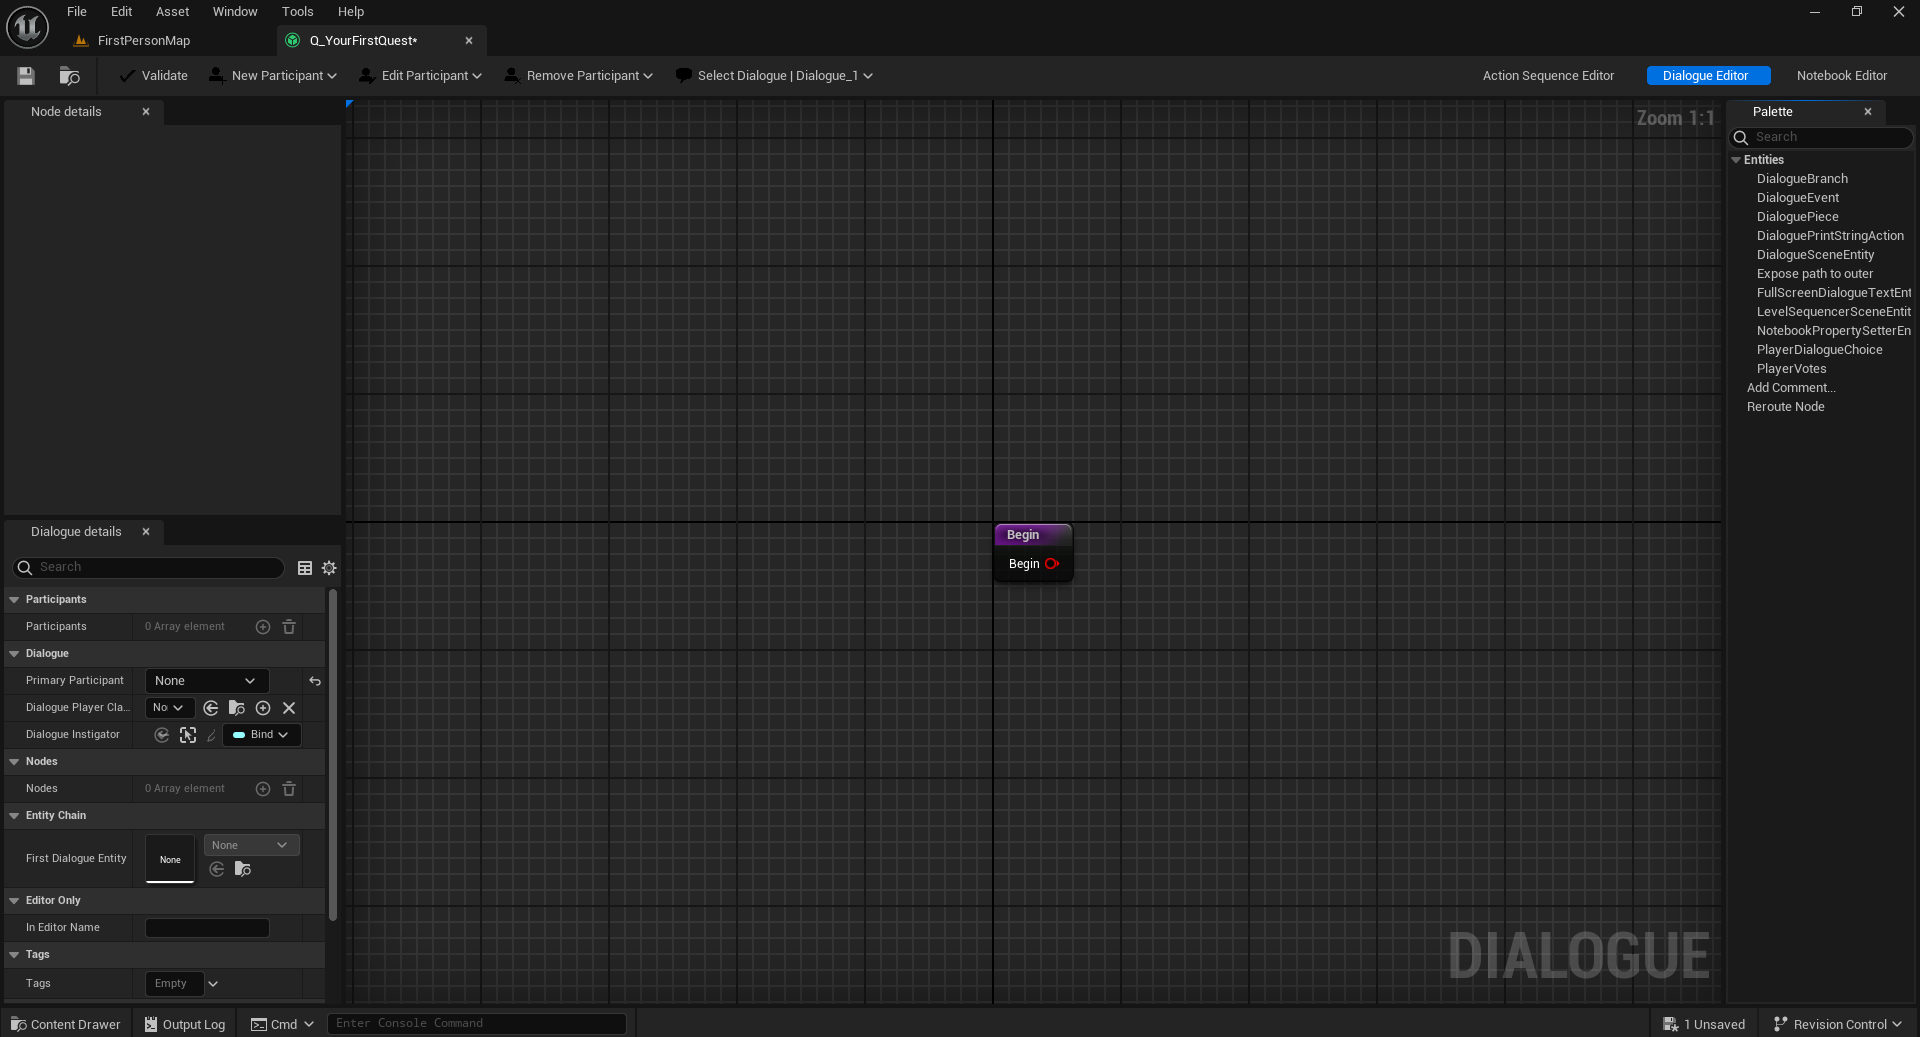 File Edit Asset Window Tools Help
FirstPersonMap
Q_YourFirstQuest*
Validate New Participant Edit Participant Remove Participant Select Dialogue | Dialogue_1
Action Sequence Editor Dialogue Editor Notebook Editor
Node details
Zoom 1:1
Begin
Begin
DIALOGUE
Dialogue details
Search
Participants
Participants 0 Array element
Dialogue
Primary Participant None
Dialogue Player Cla... No
Dialogue Instigator Bind
Nodes
Nodes 0 Array element
Entity Chain
First Dialogue Entity None None
Editor Only
In Editor Name
Tags
Tags Empty
Palette
Search
Entities
DialogueBranch
DialogueEvent
DialoguePiece
DialoguePrintStringAction
DialogueSceneEntity
Expose path to outer
FullScreenDialogueTextEnt
LevelSequencerSceneEntit
NotebookPropertySetterEn
PlayerDialogueChoice
PlayerVotes
Add Comment...
Reroute Node
Content Drawer Output Log Cmd Enter Console Command
1 Unsaved Revision Control